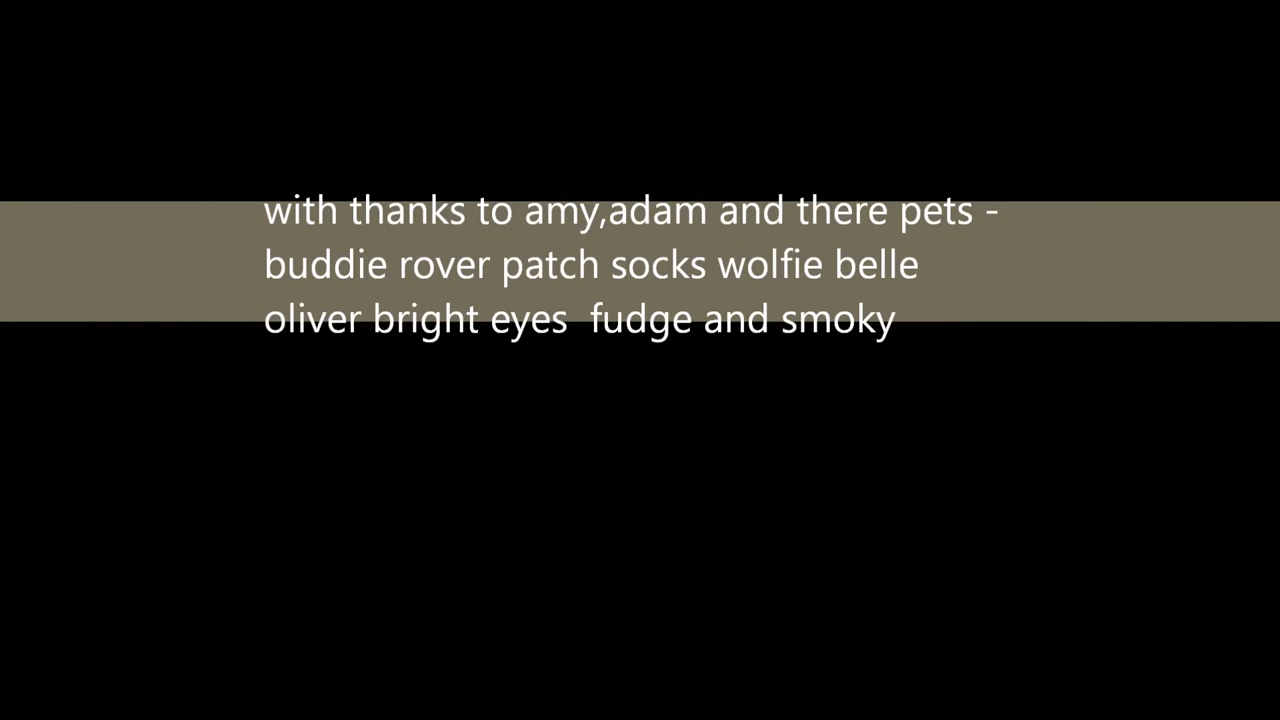 with thanks to amy,adam and there pets -
buddie rover patch socks wolfie belle
oliver bright eyes  fudge and smoky